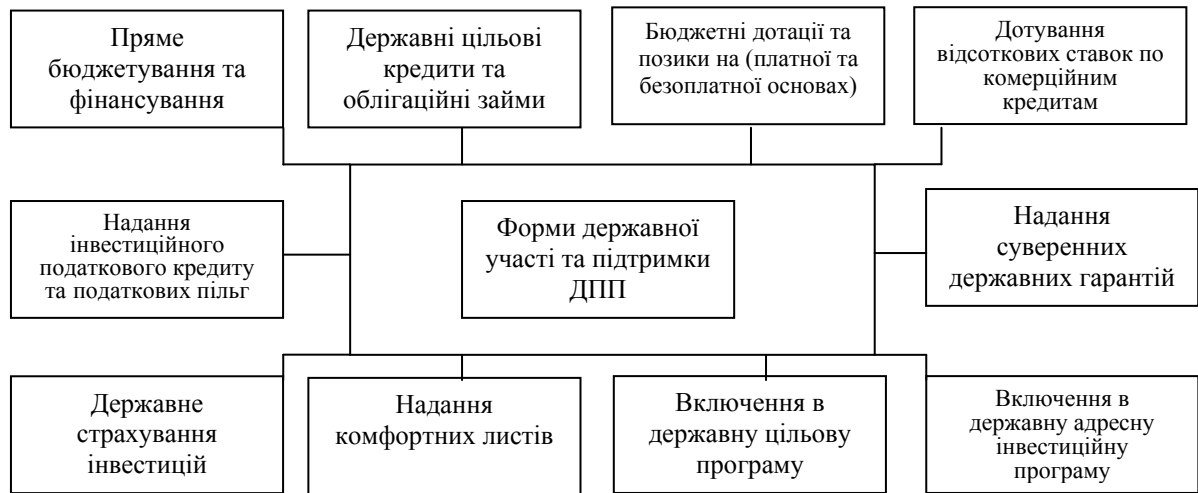 Пряме
бюджетування та
фінансування
Державні цільові
кредити та
облігаційні займи
Бюджетні дотації та
позики на (платної та
безоплатної основах)
Дотування
відсоткових ставок по
комерційним
кредитам
Надання
інвестиційного
податкового кредиту
та податкових пільг
Форми державної
участі та підтримки
ДПП
Надання
суверенних
державних гарантій
Державне
страхування
інвестицій
Надання
комфортних листів
Включення в
державну цільову
програму
Включення в
державну адресну
інвестиційну
програму